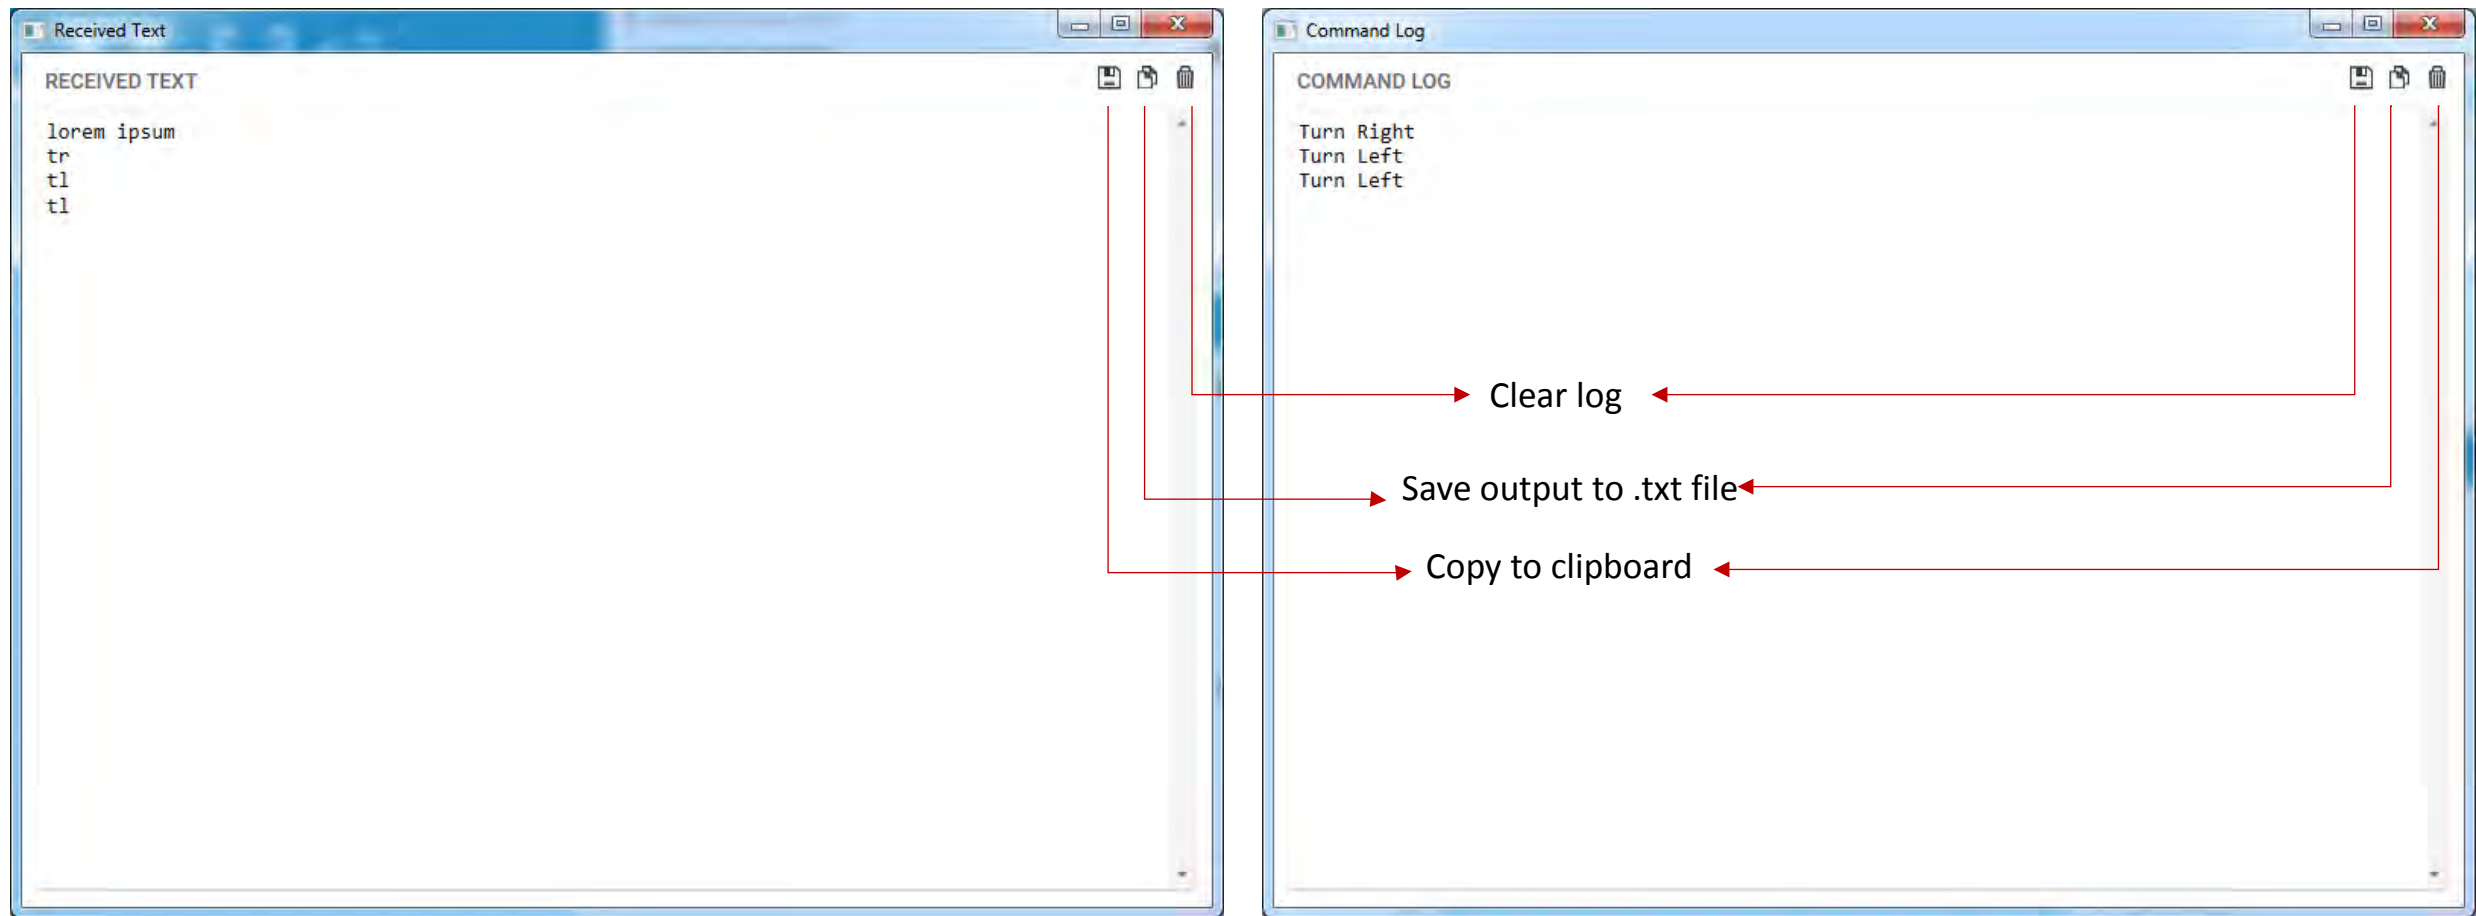 Received Text
RECEIVED TEXT
lorem ipsum
tr
tl
tl
Command Log
COMMAND LOG
Turn Right
Turn Left
Turn Left
Clear log
Save output to .txt file
Copy to clipboard